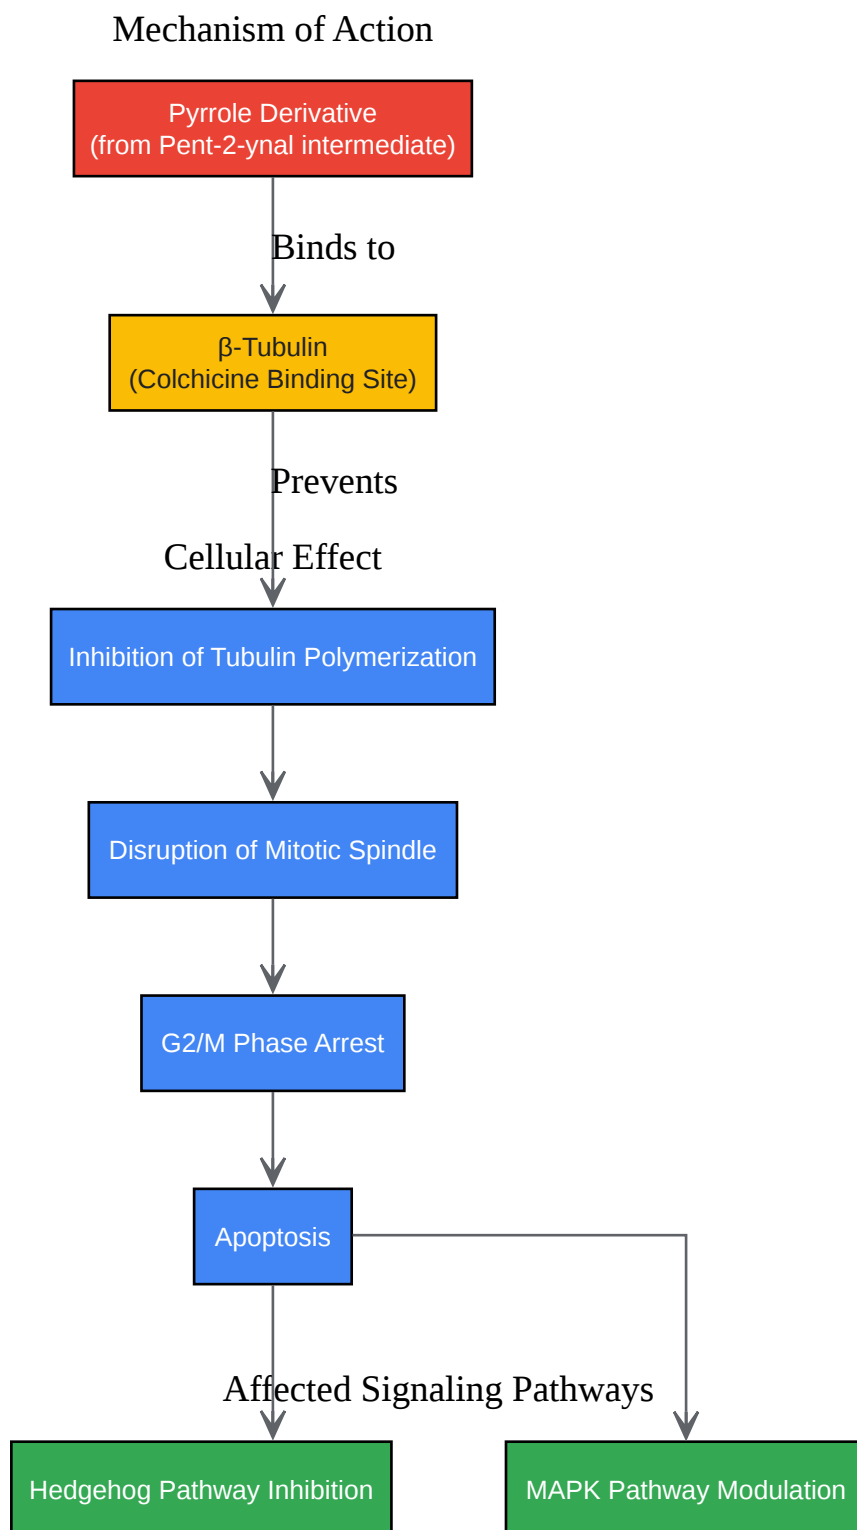 Mechanism of Action
Pyrrole Derivative
(from Pent-2-ynal intermediate)
Binds to
β-Tubulin
(Colchicine Binding Site)
Prevents
Cellular Effect
Inhibition of Tubulin Polymerization
Disruption of Mitotic Spindle
G2/M Phase Arrest
Apoptosis
Affected Signaling Pathways
Hedgehog Pathway Inhibition
MAPK Pathway Modulation